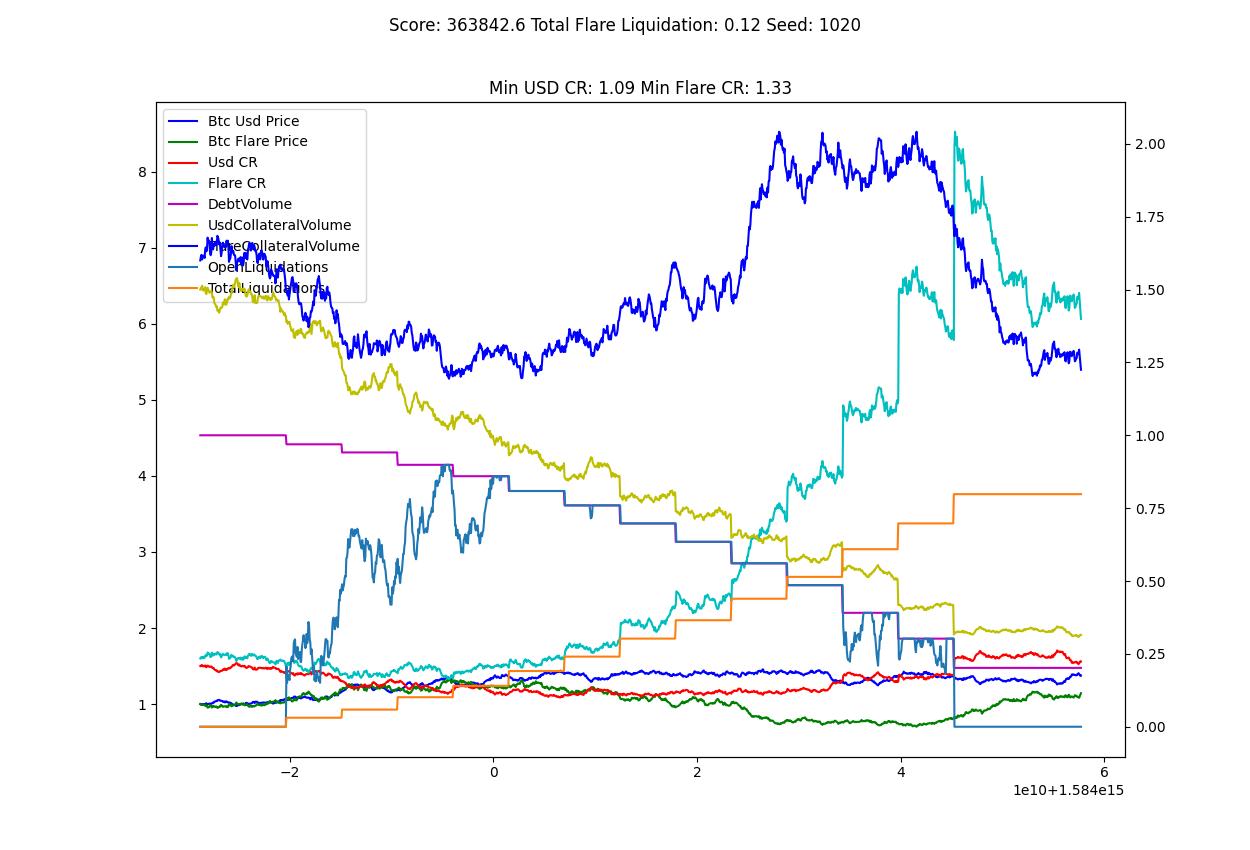 Score: 363842.6 Total Flare Liquidation: 0.12 Seed: 1020
Min USD CR: 1.09 Min Flare CR: 1.33
Btc Usd Price
Btc Flare Price
Usd CR
Flare CR
DebtVolume
UsdCollateralVolume
FlareCollateralVolume
OpenLiquidations
TotalLiquidations
8
7
6
5
4
3
2
1
2.00
1.75
1.50
1.25
1.00
0.75
0.50
0.25
0.00
−2 0 2 4 6
1e10+1.584e15